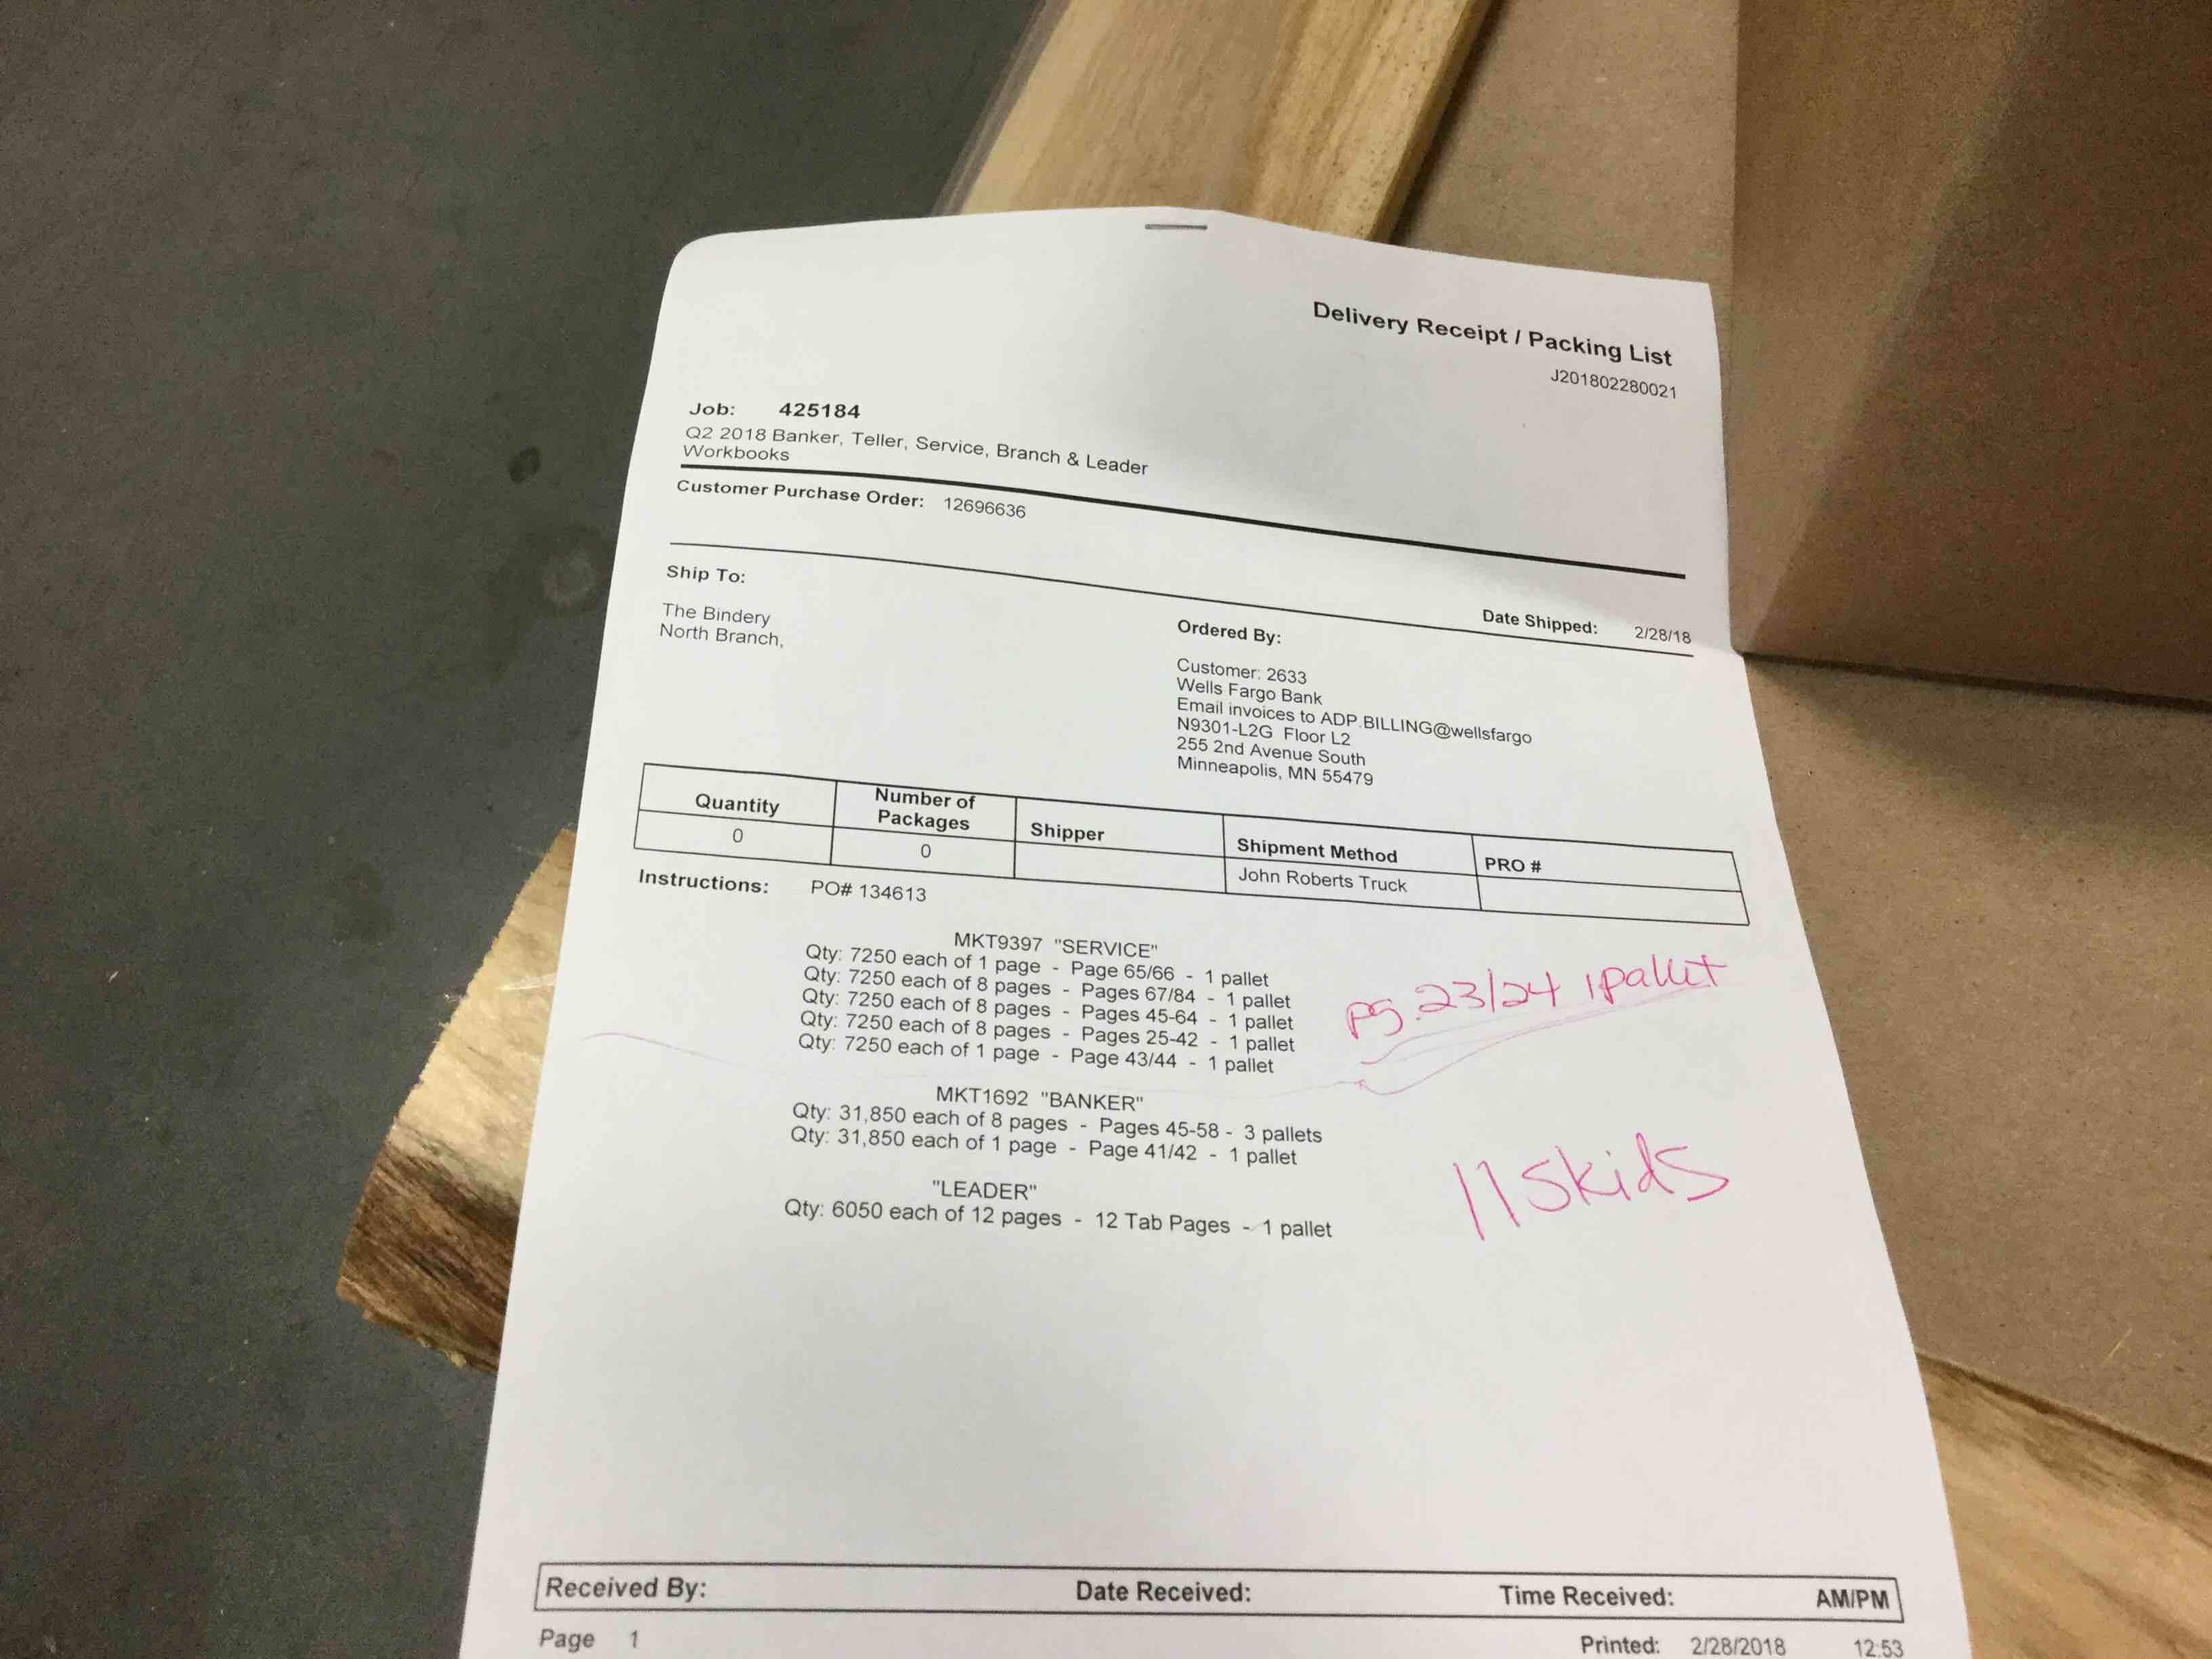 Delivery Receipt / Packing List
J201802280021
Job: 425184
Q2 2018 Banker, Teller, Service, Branch & Leader
Workbooks
Customer Purchase Order: 12696636
Date Shipped: 2/28/18
Ship To:
The Bindery
North Branch,
Ordered By:
Customer: 2633
Wells Fargo Bank
Email invoices to ADP.BILLING@wellsfargo
N9301-L2G Floor L2
255 2nd Avenue South
Minneapolis, MN 55479
Quantity Number of Packages Shipper Shipment Method PRO #
0 0 John Roberts Truck
Instructions: PO# 134613
MKT9397 "SERVICE"
Qty: 7250 each of 1 page - Page 65/66 - 1 pallet
Qty: 7250 each of 8 pages - Pages 67/84 - 1 pallet
Qty: 7250 each of 8 pages - Pages 45-64 - 1 pallet
Qty: 7250 each of 8 pages - Pages 25-42 - 1 pallet
Qty: 7250 each of 1 page - Page 43/44 - 1 pallet
pg. 23/24 1 pallet
MKT1692 "BANKER"
Qty: 31,850 each of 8 pages - Pages 45-58 - 3 pallets
Qty: 31,850 each of 1 page - Page 41/42 - 1 pallet
11 skids
"LEADER"
Qty: 6050 each of 12 pages - 12 Tab Pages - 1 pallet
Received By: Date Received: Time Received: AM/PM
Page 1 Printed: 2/28/2018 12:53